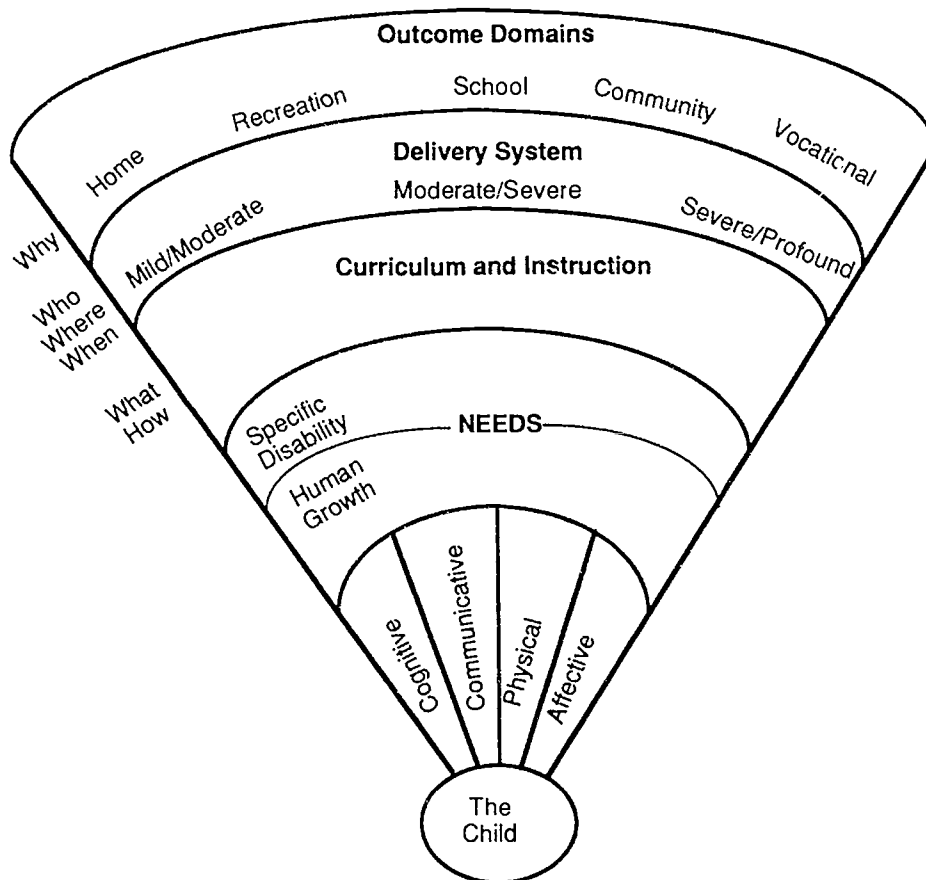 Outcome Domains
Home
Recreation
School
Community
Vocational
Delivery System
Mild/Moderate
Moderate/Severe
Severe/Profound
Curriculum and Instruction
Why
Who
Where
When
What
How
NEEDS
Specific
Disability
Human
Growth
Cognitive
Communicative
Physical
Affective
The
Child